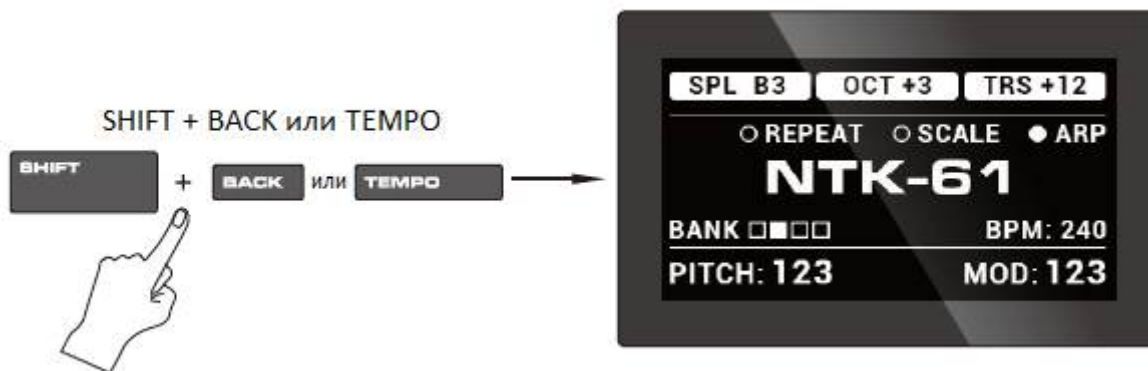 SHIFT + BACK или TEMPO
SHIFT + BACK или TEMPO
SPL B3 OCT +3 TRS +12
REPEAT SCALE ARP
NTK-61
BANK BPM: 240
PITCH: 123 MOD: 123